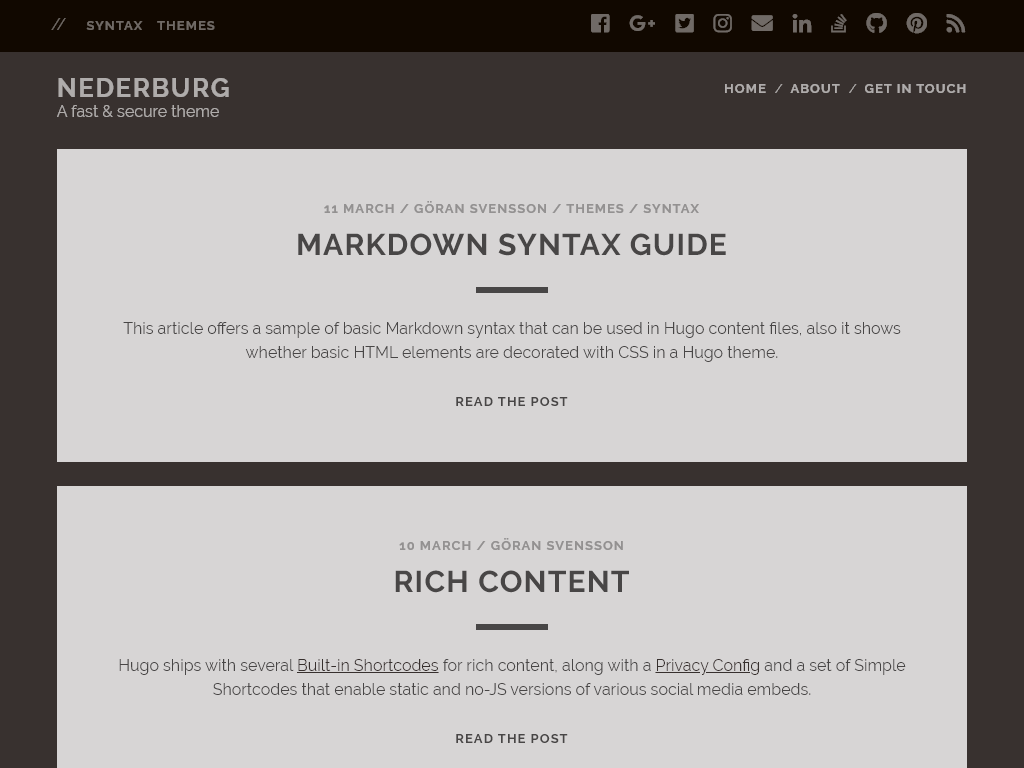 // SYNTAX THEMES
NEDERBURG
A fast & secure theme
HOME / ABOUT / GET IN TOUCH
11 MARCH / GÖRAN SVENSSON / THEMES / SYNTAX
MARKDOWN SYNTAX GUIDE
This article offers a sample of basic Markdown syntax that can be used in Hugo content files, also it shows
whether basic HTML elements are decorated with CSS in a Hugo theme.
READ THE POST
10 MARCH / GÖRAN SVENSSON
RICH CONTENT
Hugo ships with several Built-in Shortcodes for rich content, along with a Privacy Config and a set of Simple
Shortcodes that enable static and no-JS versions of various social media embeds.
READ THE POST